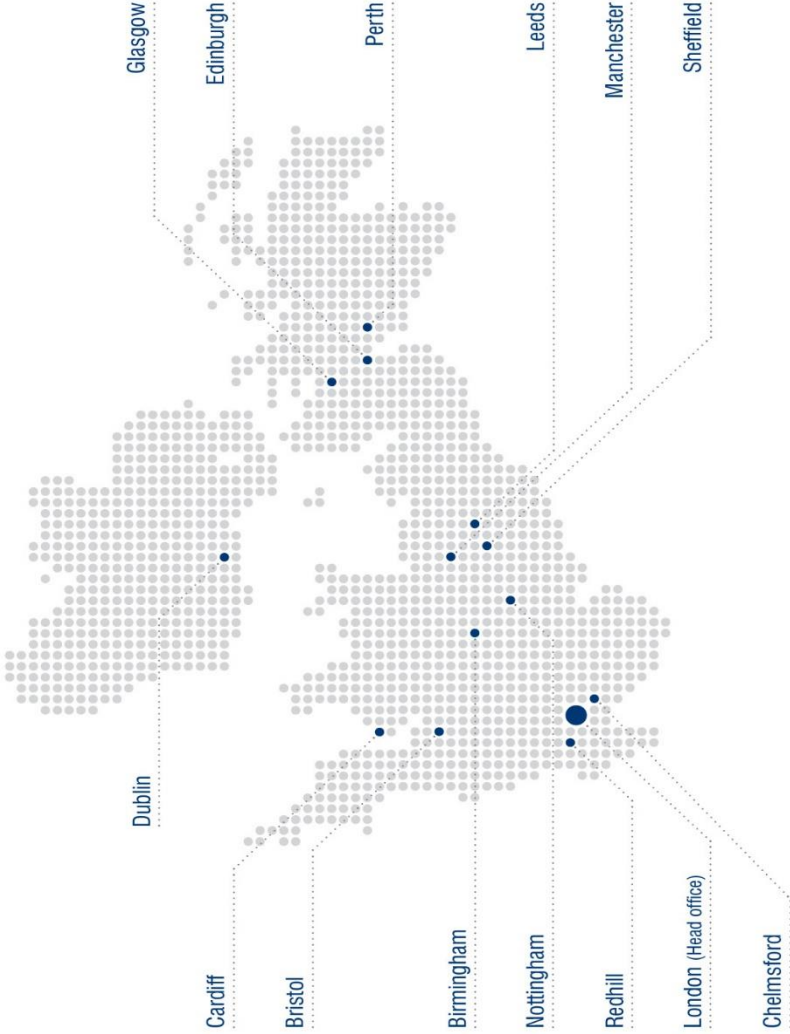 Glasgow
Edinburgh
Perth
Leeds
Manchester
Sheffield
Dublin
Cardiff
Bristol
Birmingham
Nottingham
Redhill
London (Head office)
Chelmsford